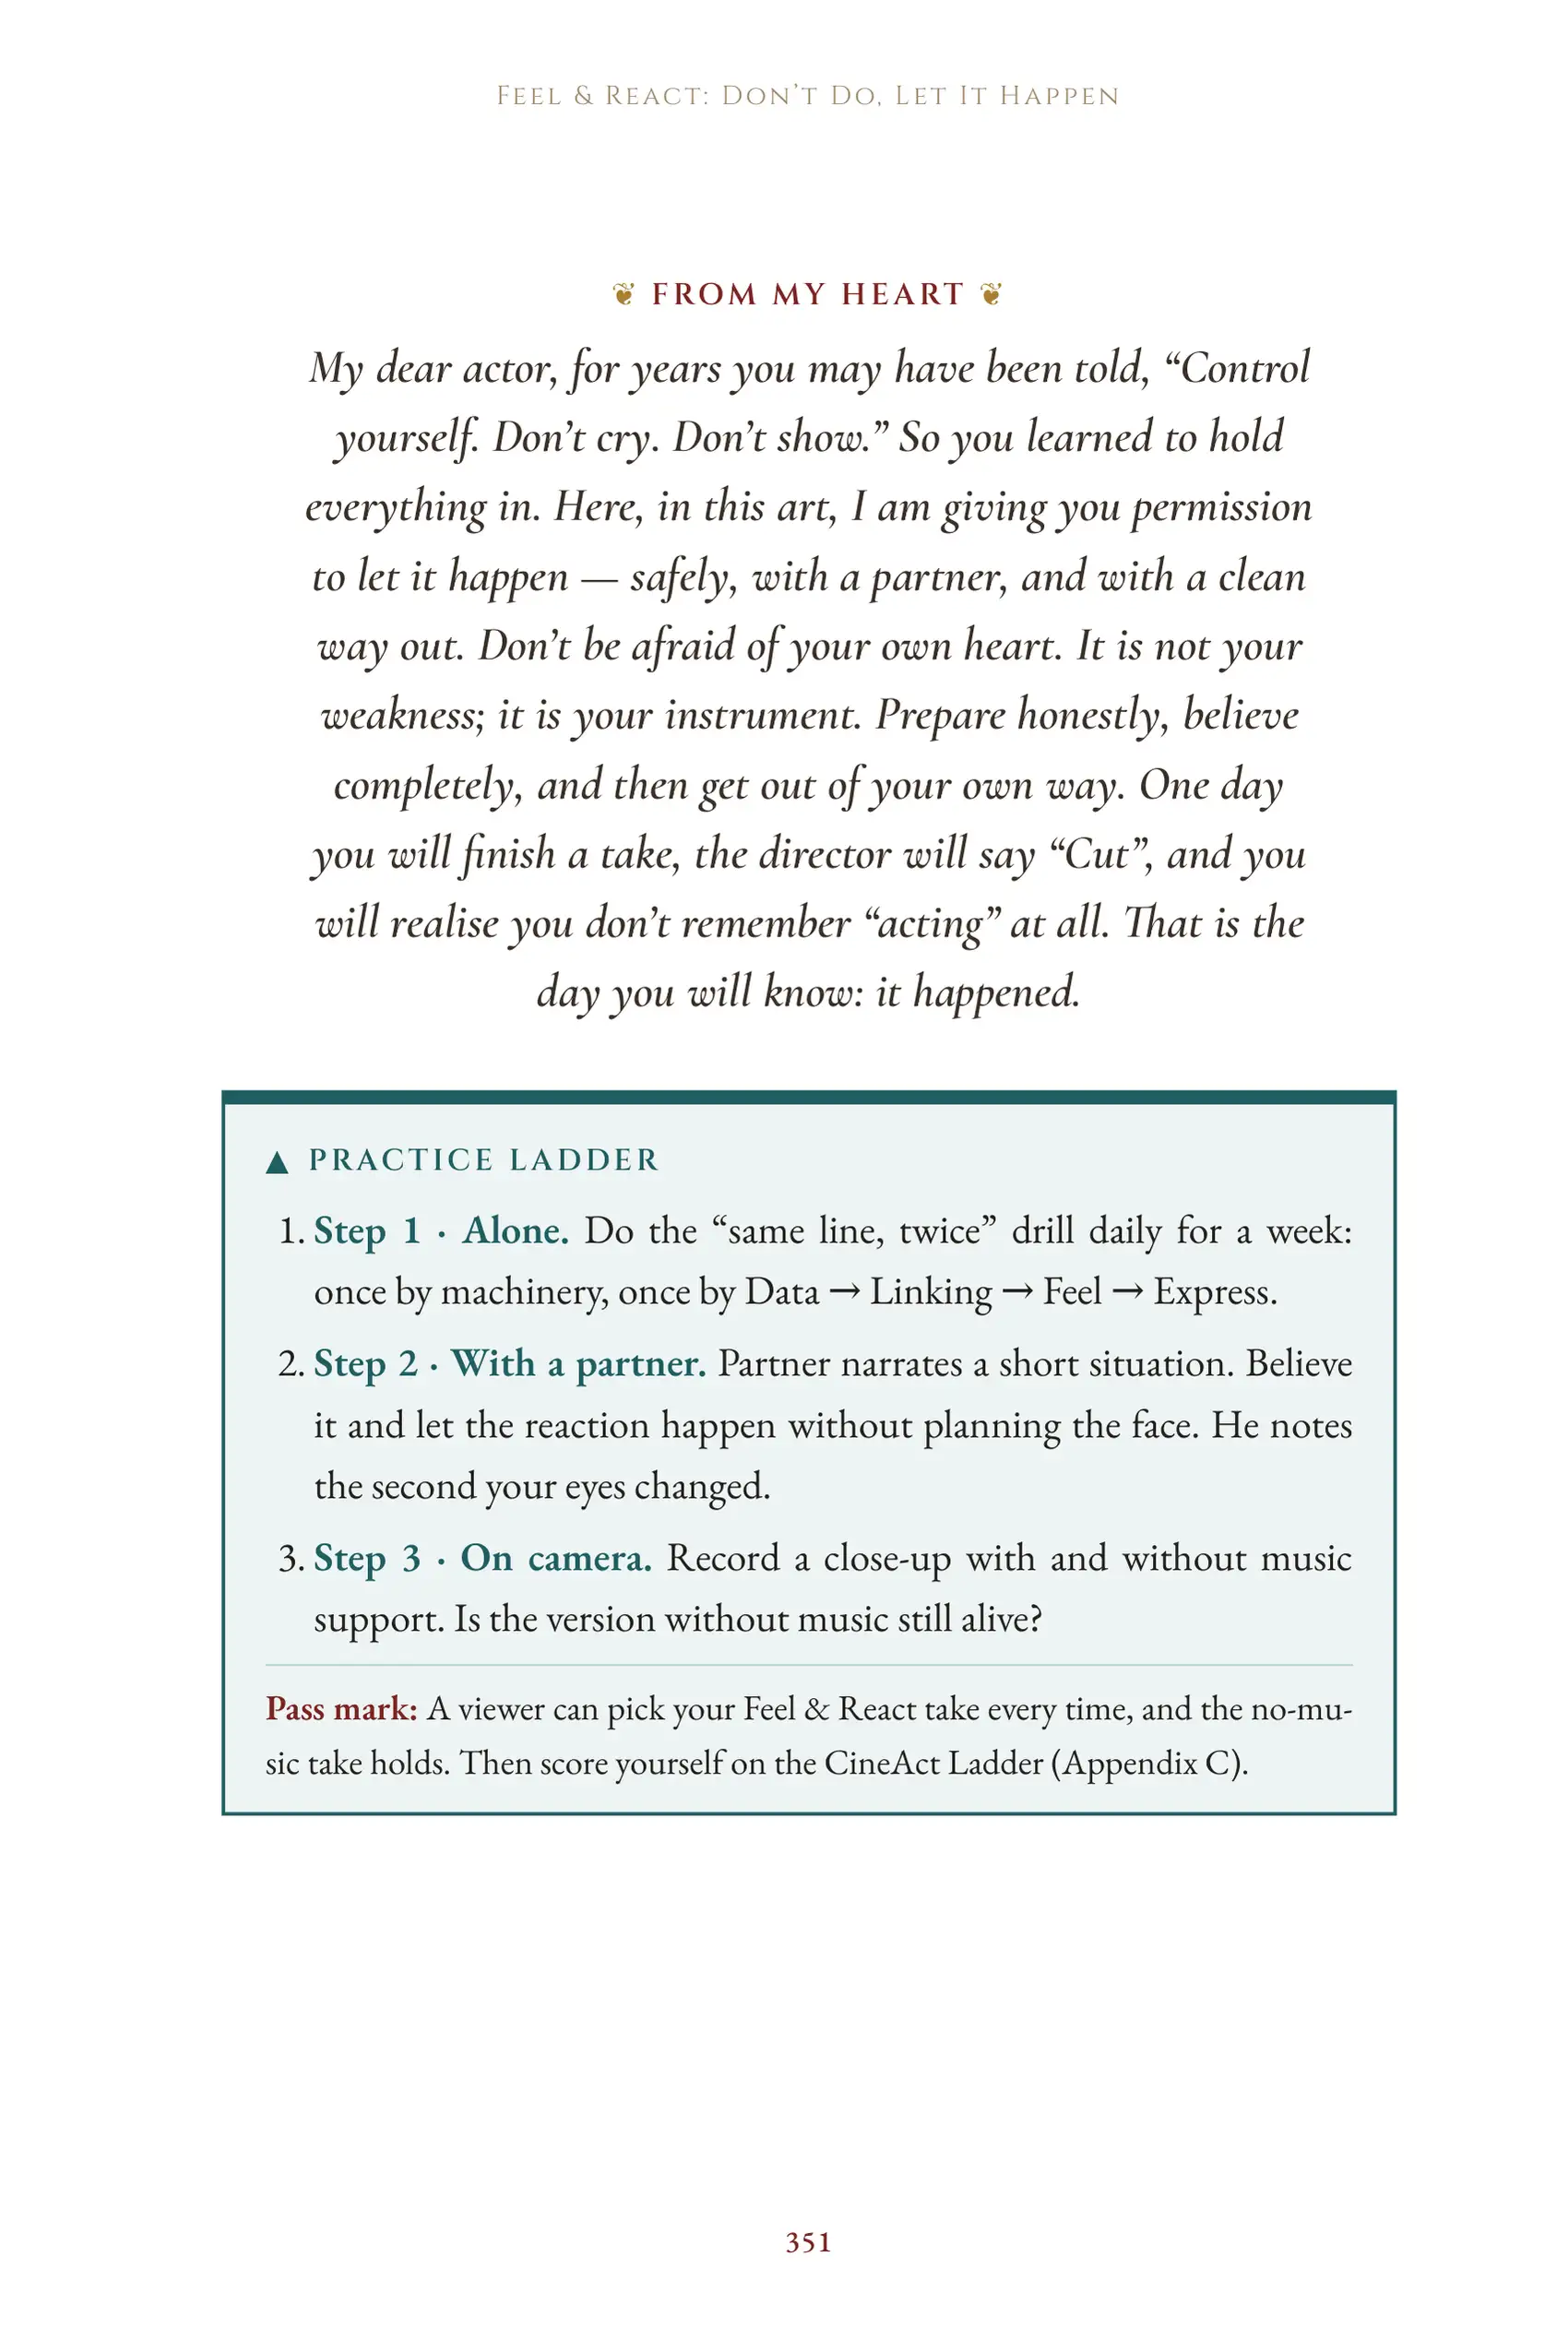 Feel & React: Don’t Do, Let It Happen
❦ FROM MY HEART ❦
My dear actor, for years you may have been told, “Control
yourself. Don’t cry. Don’t show.” So you learned to hold
everything in. Here, in this art, I am giving you permission
to let it happen — safely, with a partner, and with a clean
way out. Don’t be afraid of your own heart. It is not your
weakness; it is your instrument. Prepare honestly, believe
completely, and then get out of your own way. One day
you will finish a take, the director will say “Cut”, and you
will realise you don’t remember “acting” at all. That is the
day you will know: it happened.
▲ PRACTICE LADDER
1. Step 1 · Alone. Do the “same line, twice” drill daily for a week:
once by machinery, once by Data → Linking → Feel → Express.
2. Step 2 · With a partner. Partner narrates a short situation. Believe
it and let the reaction happen without planning the face. He notes
the second your eyes changed.
3. Step 3 · On camera. Record a close-up with and without music
support. Is the version without music still alive?
Pass mark: A viewer can pick your Feel & React take every time, and the no-mu-
sic take holds. Then score yourself on the CineAct Ladder (Appendix C).
351